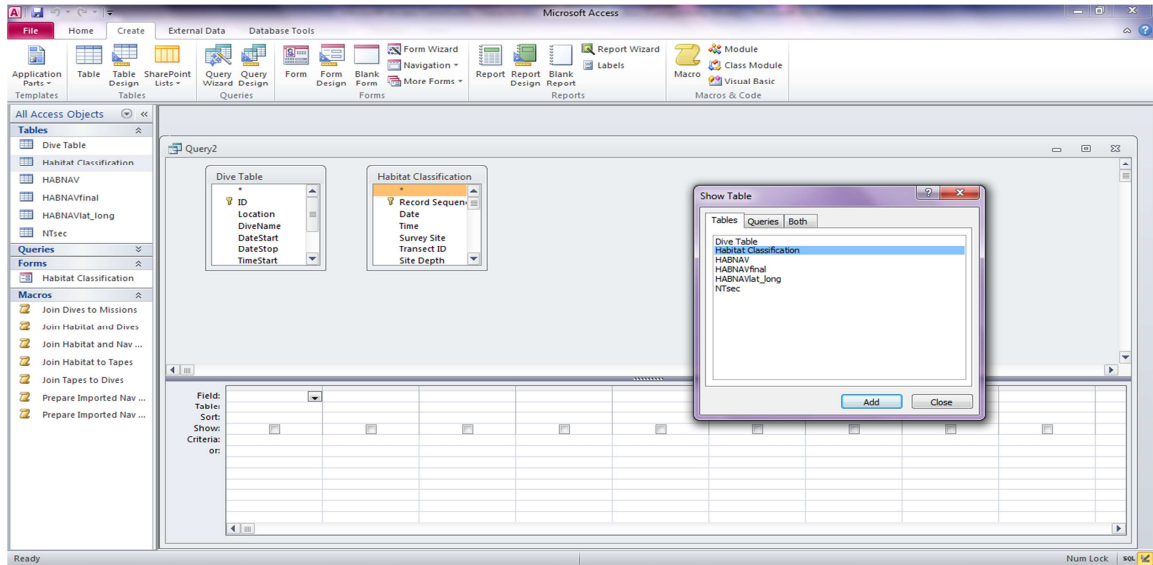 Microsoft Access
File Home Create External Data Database Tools
Application Parts Table Table Design SharePoint Lists Query Wizard Query Design Form Form Design Blank Form Form Wizard Navigation More Forms Report Report Design Blank Report Report Wizard Labels Macro Module Class Module Visual Basic
Templates Tables Queries Forms Reports Macros & Code
All Access Objects
Tables
Dive Table
Habitat Classification
HABNAV
HABNAVfinal
HABNAVlat_long
NTsec
Queries
Forms
Habitat Classification
Macros
Join Dives to Missions
Join Habitat and Dives
Join Habitat and Nav ...
Join Habitat to Tapes
Join Tapes to Dives
Prepare Imported Nav ...
Prepare Imported Nav ...
Query2
Dive Table
*
ID
Location
DiveName
DateStart
DateStop
TimeStart
Habitat Classification
*
Record Sequen
Date
Time
Survey Site
Transect ID
Site Depth
Show Table
Tables Queries Both
Dive Table
Habitat Classification
HABNAV
HABNAVfinal
HABNAVlat_long
NTsec
Add Close
Field:
Table:
Sort:
Show:
Criteria:
or:
Ready Num Lock SQL